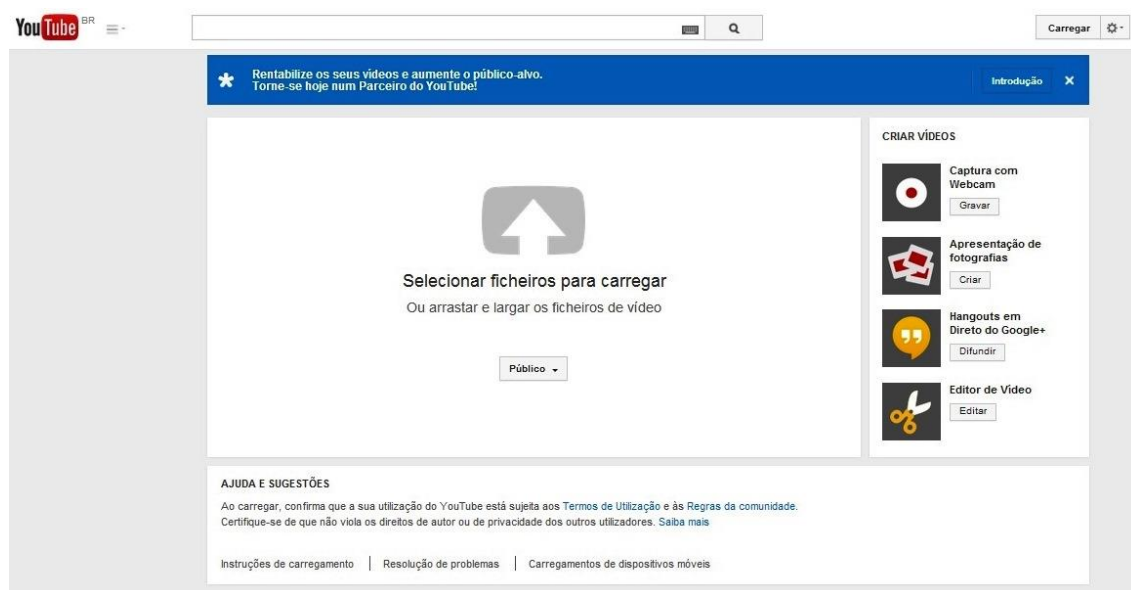 YouTube BR
Carregar
Rentabilize os seus vídeos e aumente o público-alvo.
Torne-se hoje num Parceiro do YouTube!
Introdução
Selecionar ficheiros para carregar
Ou arrastar e largar os ficheiros de vídeo
Público
CRIAR VÍDEOS
Captura com
Webcam
Gravar
Apresentação de
fotografias
Criar
Hangouts em
Direto do Google+
Difundir
Editor de Vídeo
Editar
AJUDA E SUGESTÕES
Ao carregar, confirma que a sua utilização do YouTube está sujeita aos Termos de Utilização e às Regras da comunidade.
Certifique-se de que não viola os direitos de autor ou de privacidade dos outros utilizadores. Saiba mais
Instruções de carregamento | Resolução de problemas | Carregamentos de dispositivos móveis